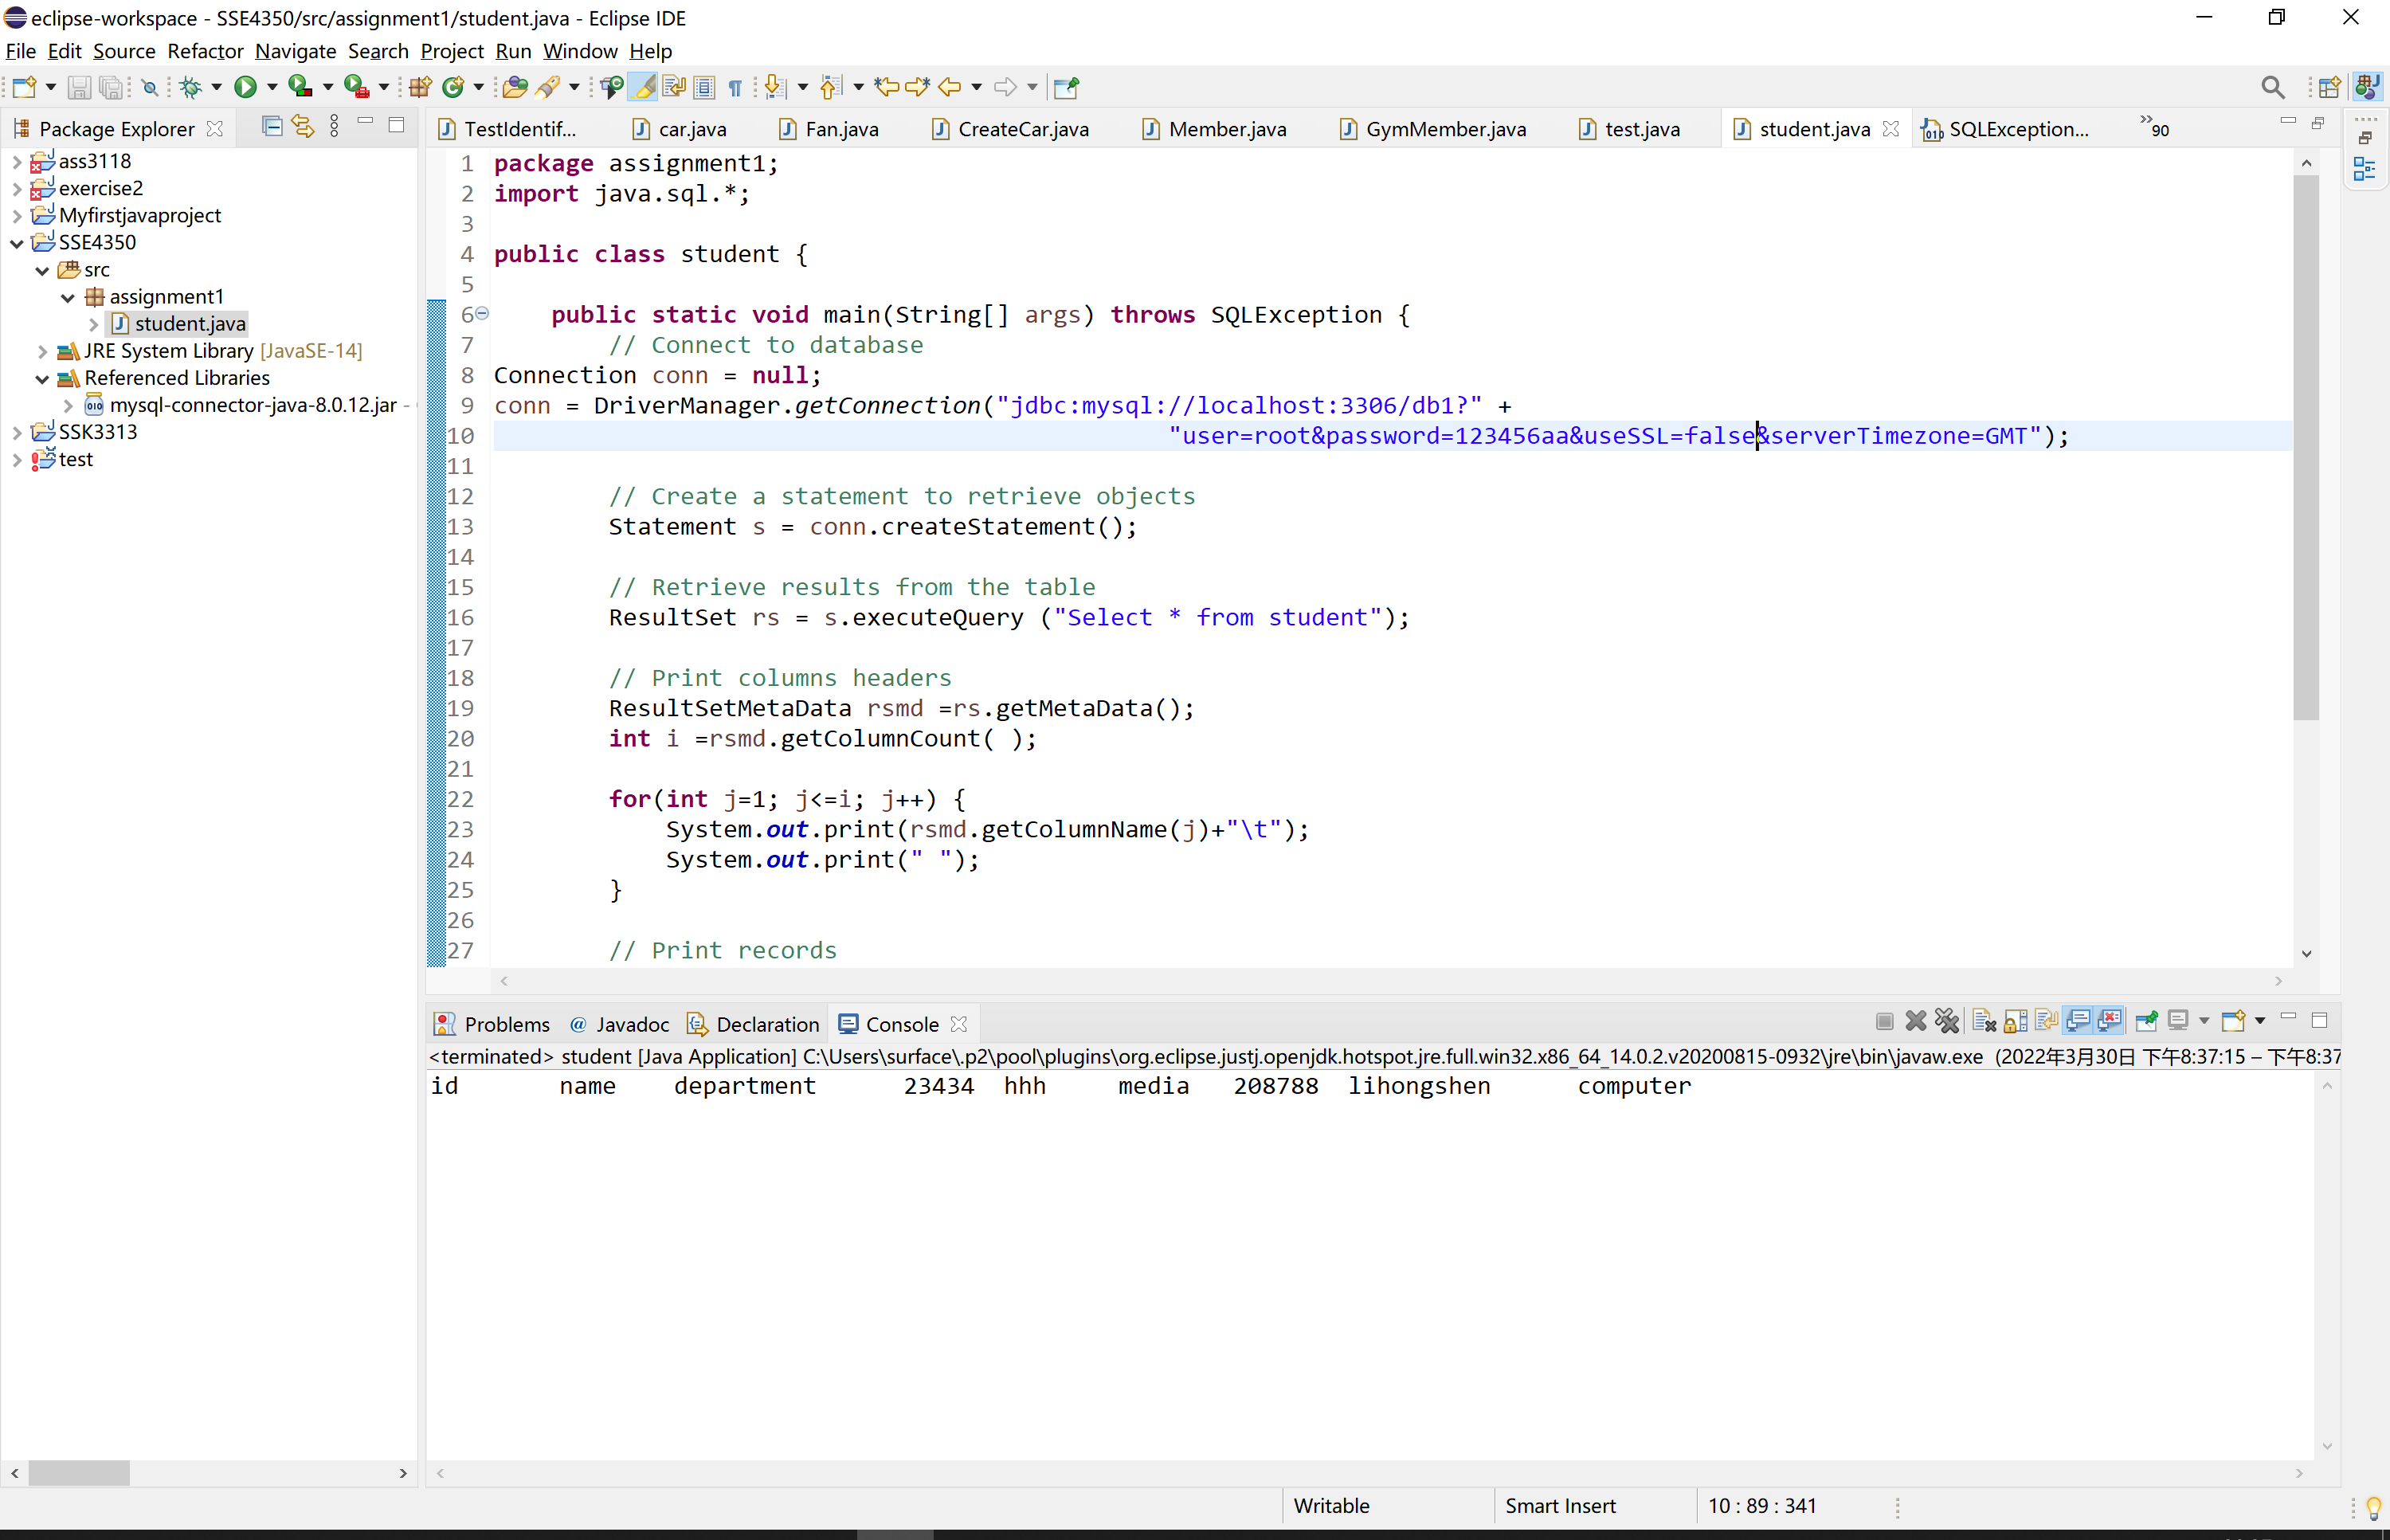 eclipse-workspace - SSE4350/src/assignment1/student.java - Eclipse IDE
File Edit Source Refactor Navigate Search Project Run Window Help
Package Explorer
ass3118
exercise2
Myfirstjavaproject
SSE4350
src
assignment1
student.java
JRE System Library [JavaSE-14]
Referenced Libraries
mysql-connector-java-8.0.12.jar -
SSK3313
test
TestIdentif... car.java Fan.java CreateCar.java Member.java GymMember.java test.java student.java SQLException... »90
1 package assignment1;
2 import java.sql.*;
3
4 public class student {
5
6 public static void main(String[] args) throws SQLException {
7 // Connect to database
8 Connection conn = null;
9 conn = DriverManager.getConnection("jdbc:mysql://localhost:3306/db1?" +
10 "user=root&password=123456aa&useSSL=false&serverTimezone=GMT");
11
12 // Create a statement to retrieve objects
13 Statement s = conn.createStatement();
14
15 // Retrieve results from the table
16 ResultSet rs = s.executeQuery ("Select * from student");
17
18 // Print columns headers
19 ResultSetMetaData rsmd =rs.getMetaData();
20 int i =rsmd.getColumnCount( );
21
22 for(int j=1; j<=i; j++) {
23 System.out.print(rsmd.getColumnName(j)+"\t");
24 System.out.print(" ");
25 }
26
27 // Print records
Problems @ Javadoc Declaration Console
<terminated> student [Java Application] C:\Users\surface\.p2\pool\plugins\org.eclipse.justj.openjdk.hotspot.jre.full.win32.x86_64_14.0.2.v20200815-0932\jre\bin\javaw.exe (2022年3月30日 下午8:37:15 – 下午8:37
id name department 23434 hhh media 208788 lihongshen computer
Writable Smart Insert 10 : 89 : 341